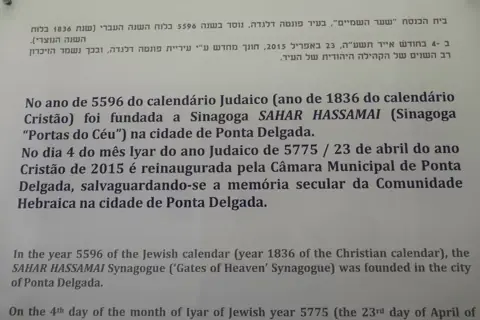 בית הכנסת "שער השמיים", בעיר פונטה דלגדה, נוסד בשנה 5596 בלוח השנה העברי (שנת 1836 בלוח
השנה הנוצרי).
ב -4 בחודש אייר תשע"ה, 23 באפריל 2015, חונך מחדש ע"י עיריית פונטה דלגדה, ובכך נשמר הזיכרון
רב השנים של הקהילה היהודית של העיר.
No ano de 5596 do calendário Judaico (ano de 1836 do calendário
Cristão) foi fundada a Sinagoga SAHAR HASSAMAI (Sinagoga
"Portas do Céu") na cidade de Ponta Delgada.
No dia 4 do mês Iyar do ano Judaico de 5775 / 23 de abril do ano
Cristão de 2015 é reinaugurada pela Câmara Municipal de Ponta
Delgada, salvaguardando-se a memória secular da Comunidade
Hebraica na cidade de Ponta Delgada.
In the year 5596 of the Jewish calendar (year 1836 of the Christian calendar), the
SAHAR HASSAMAI Synagogue ('Gates of Heaven' Synagogue) was founded in the city
of Ponta Delgada.
On the 4th day of the month of Iyar of Jewish year 5775 (the 23rd day of April of